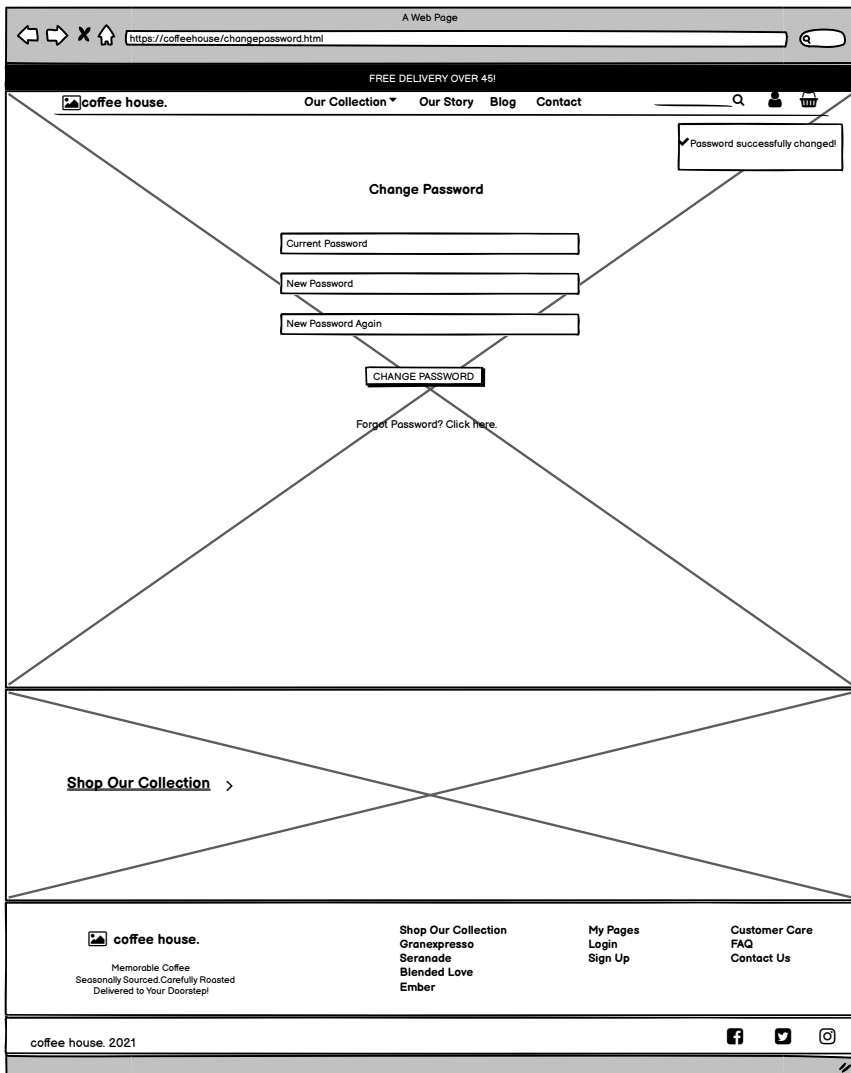 A Web Page
https://coffeehouse/changepassword.html
FREE DELIVERY OVER 45!
coffee house. Our Collection Our Story Blog Contact
Password successfully changed!
Change Password
Current Password
New Password
New Password Again
CHANGE PASSWORD
Forgot Password? Click here.
Shop Our Collection
coffee house.
Memorable Coffee
Seasonally Sourced.Carefully Roasted
Delivered to Your Doorstep!
Shop Our Collection
Granexpresso
Seranade
Blended Love
Ember
My Pages
Login
Sign Up
Customer Care
FAQ
Contact Us
coffee house. 2021